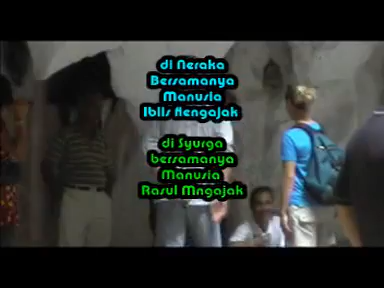 di Neraka
Bersamanya
Manusia
Iblis Mengajak
di Syurga
bersamanya
Manusia
Rasul Mngajak